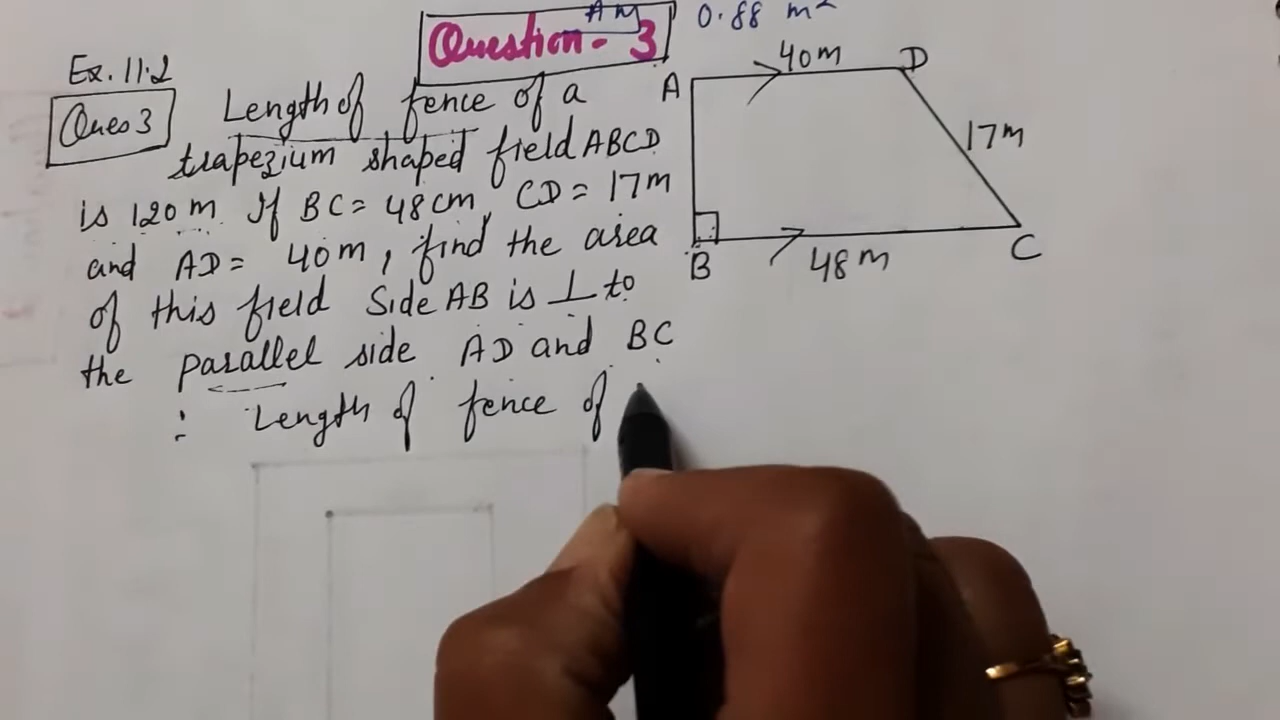 Am 0.88 m²
Question - 3
Ex. 11.2
Ques 3
Length of fence of a
trapezium shaped field ABCD
is 120 m If BC = 48 cm, CD = 17 m
and AD = 40 m, find the area
of this field Side AB is ⊥ to
the parallel side AD and BC
∴ Length of fence of
A 40m D
17m
B 48m C